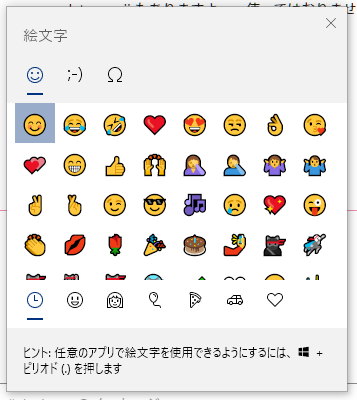 絵文字
;-)
Ω
ヒント: 任意のアプリで絵文字を使用できるようにするには、 +
ピリオド (.) を押します